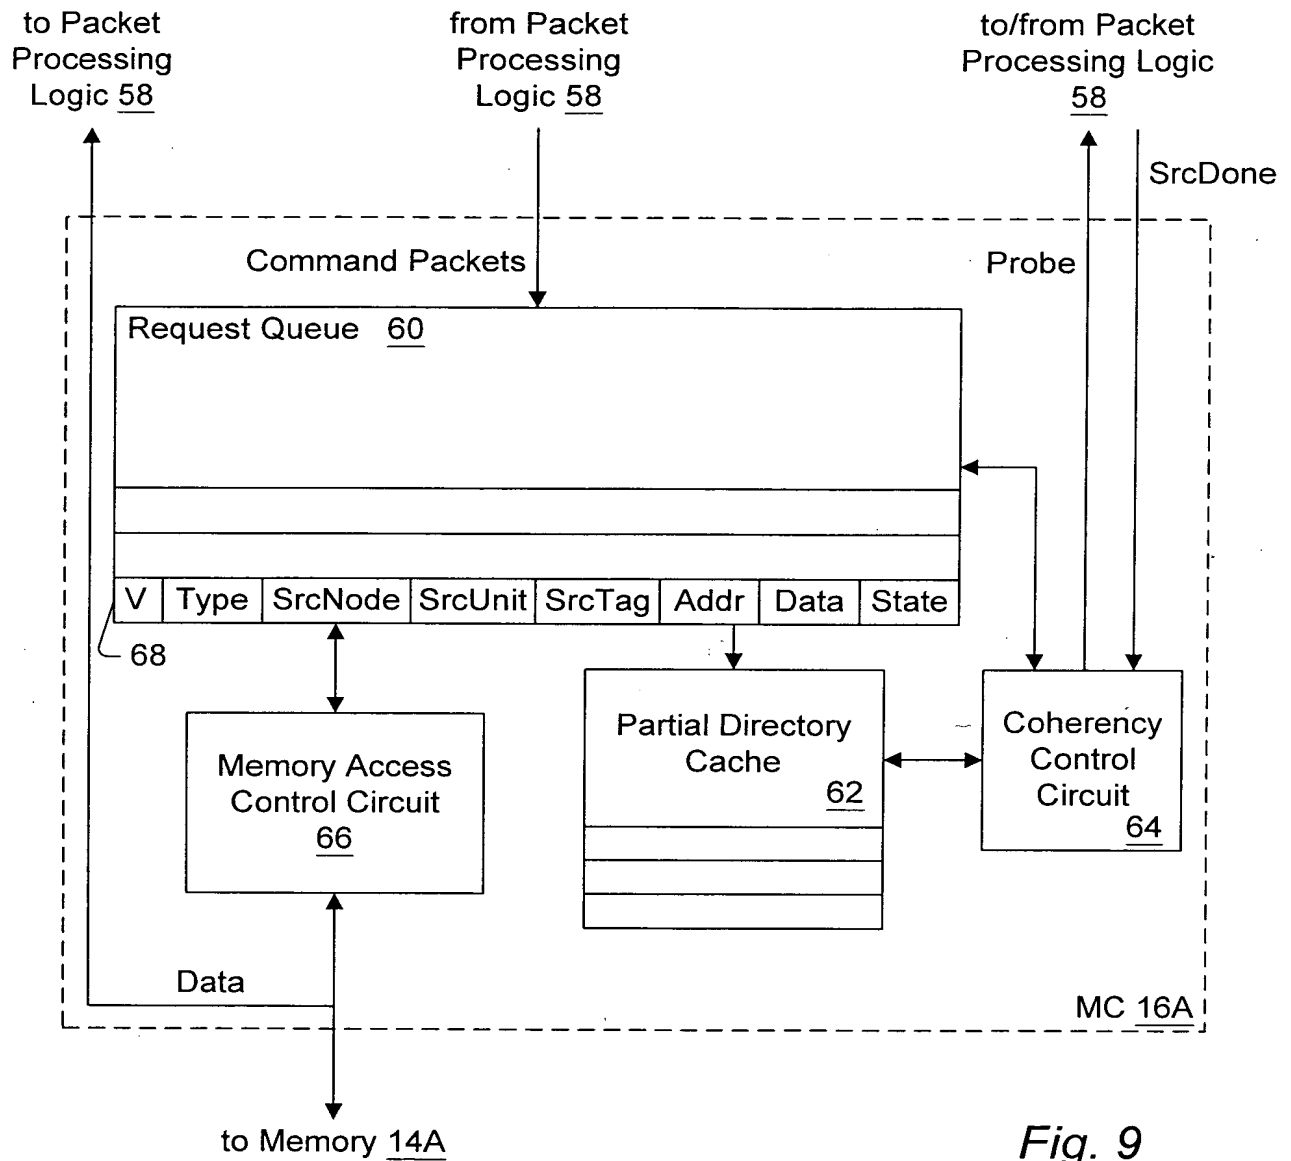 to Packet
Processing
Logic 58
from Packet
Processing
Logic 58
to/from Packet
Processing Logic
58
SrcDone
Command Packets
Probe
Request Queue 60
V Type SrcNode SrcUnit SrcTag Addr Data State
68
Memory Access
Control Circuit
66
Partial Directory
Cache
62
Coherency
Control
Circuit
64
Data
MC 16A
to Memory 14A
Fig. 9